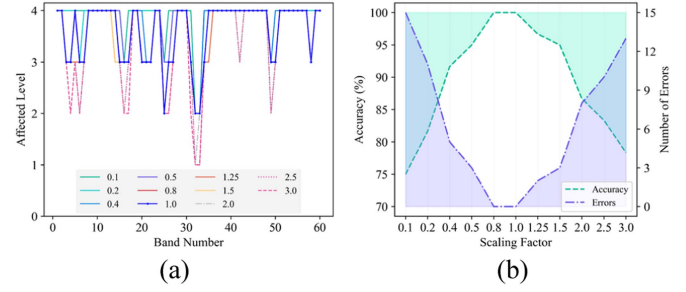 Affected Level
4
3
2
1
0
0.1 0.5 1.25 2.5
0.2 0.8 1.5 3.0
0.4 1.0 2.0
0 10 20 30 40 50 60
Band Number
(a)
Accuracy (%)
100
95
90
85
80
75
70
Accuracy
Errors
0.1 0.2 0.4 0.5 0.8 1.0 1.25 1.5 2.0 2.5 3.0
Scaling Factor
15
12
9
6
3
0
Number of Errors
(b)